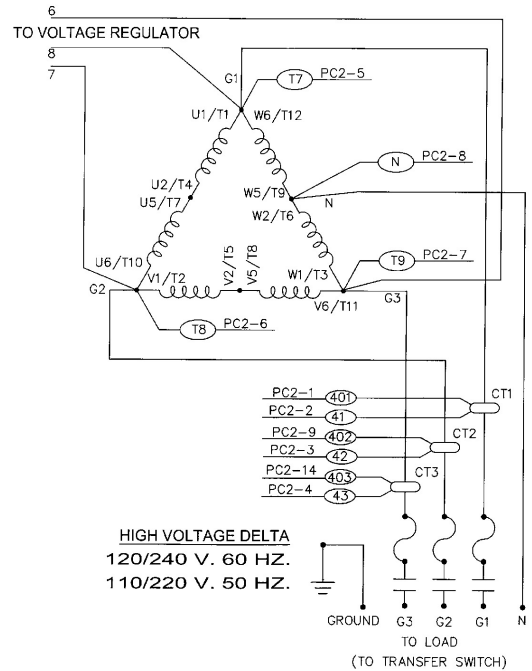 6
TO VOLTAGE REGULATOR
8
7
G1
T7 PC2-5
U1/T1 W6/T12
N PC2-8
U2/T4
U5/T7
W5/T9
W2/T6
N
T9 PC2-7
U6/T10
V1/T2
V2/T5
V5/T8
W1/T3
V6/T11
G2
G3
T8 PC2-6
PC2-1 401
CT1
PC2-2 41
PC2-9 402
CT2
PC2-3 42
PC2-14 403
CT3
PC2-4 43
HIGH VOLTAGE DELTA
120/240 V. 60 HZ.
110/220 V. 50 HZ.
GROUND G3 G2 G1 N
TO LOAD
(TO TRANSFER SWITCH)